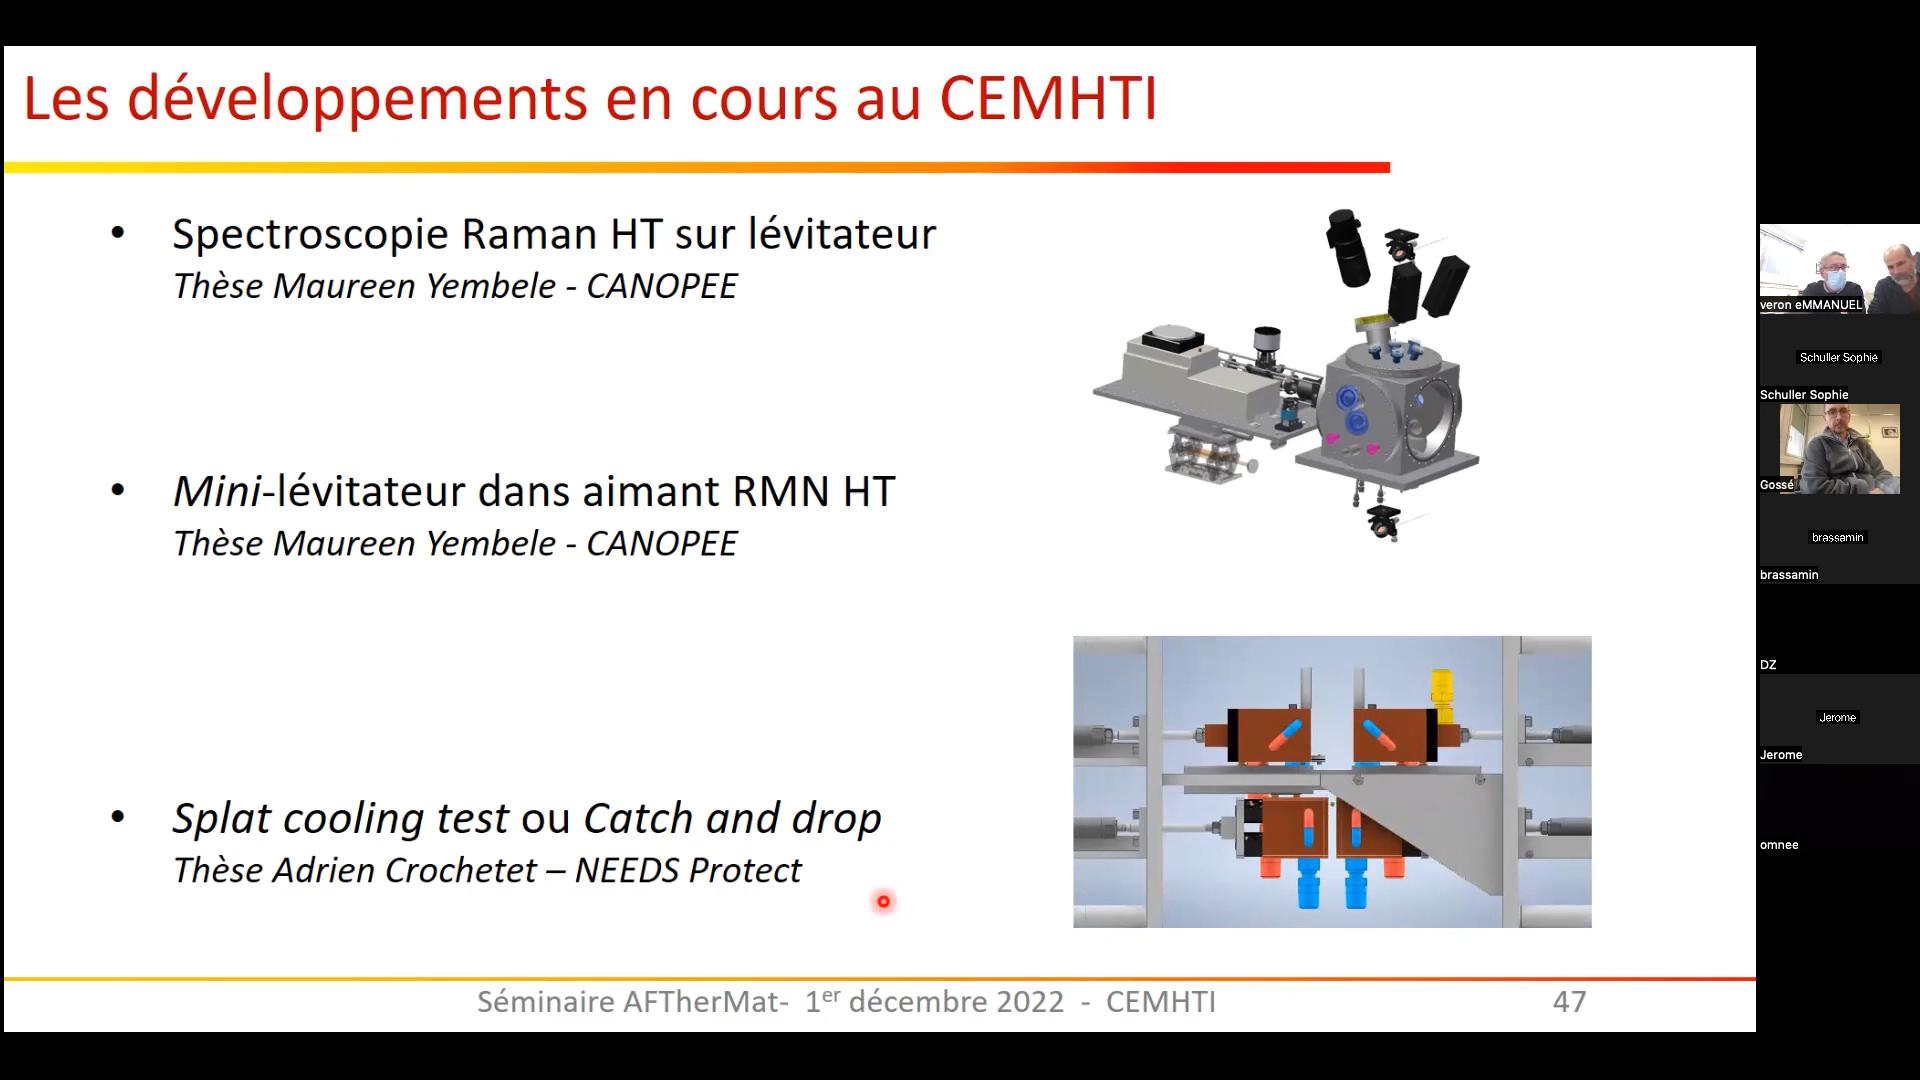 Les développements en cours au CEMHTI
• Spectroscopie Raman HT sur lévitateur
Thèse Maureen Yembele - CANOPEE
• Mini-lévitateur dans aimant RMN HT
Thèse Maureen Yembele - CANOPEE
• Splat cooling test ou Catch and drop
Thèse Adrien Crochetet – NEEDS Protect
Séminaire AFTherMat- 1er décembre 2022 - CEMHTI
47
veron eMMANUEL
Schuller Sophie
Schuller Sophie
Gossé
brassamin
brassamin
DZ
Jerome
Jerome
omnee